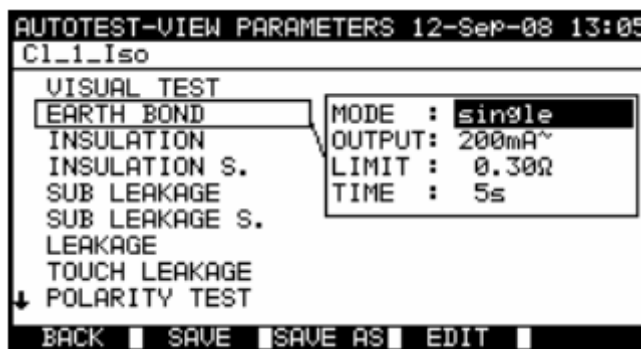 AUTOTEST-VIEW PARAMETERS 12-Sep-08 13:05
Cl_1_Iso
VISUAL TEST
EARTH BOND
INSULATION
INSULATION S.
SUB LEAKAGE
SUB LEAKAGE S.
LEAKAGE
TOUCH LEAKAGE
POLARITY TEST
MODE : single
OUTPUT: 200mA~
LIMIT : 0.30Ω
TIME : 5s
BACK SAVE SAVE AS EDIT